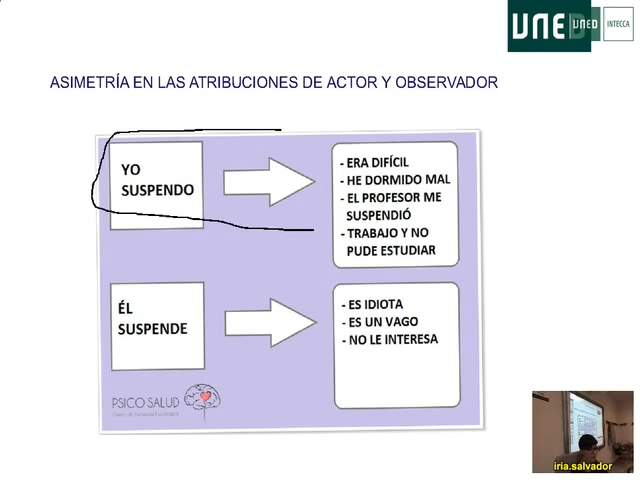 UNED
UNED
INTECCA
ASIMETRÍA EN LAS ATRIBUCIONES DE ACTOR Y OBSERVADOR
YO
SUSPENDO
- ERA DIFÍCIL
- HE DORMIDO MAL
- EL PROFESOR ME
SUSPENDIÓ
- TRABAJO Y NO
PUDE ESTUDIAR
ÉL
SUSPENDE
- ES IDIOTA
- ES UN VAGO
- NO LE INTERESA
PSICO SALUD
iria.salvador